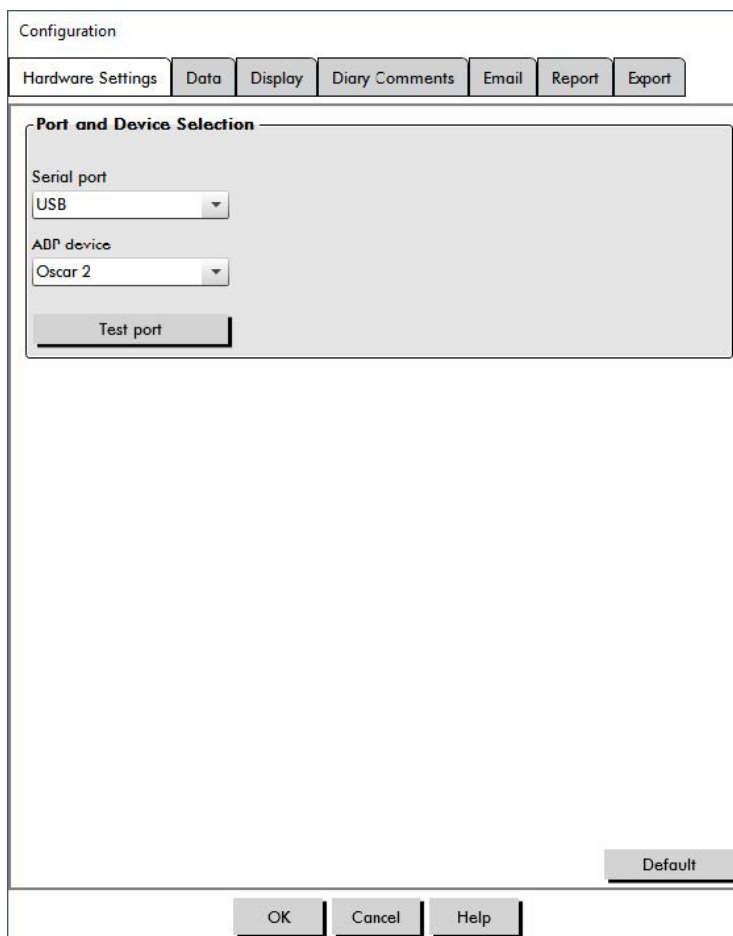 Configuration
Hardware Settings Data Display Diary Comments Email Report Export
Port and Device Selection
Serial port
USB
ABP device
Oscar 2
Test port
Default
OK Cancel Help